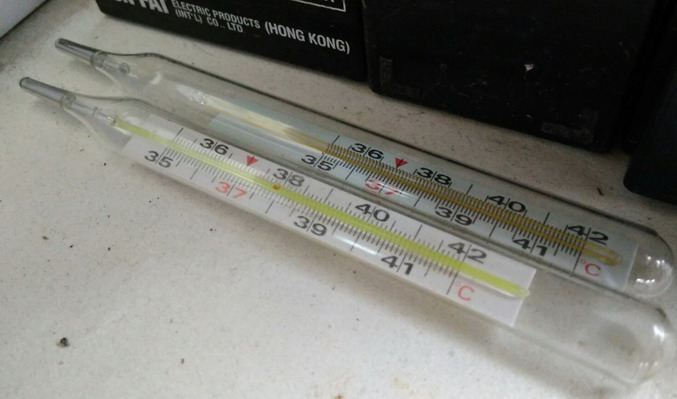 ELECTRIC PRODUCTS
(INT'L) CO., LTD (HONG KONG)
35 36 37 38 39 40 41 42 °C
35 36 37 38 39 40 41 42 °C